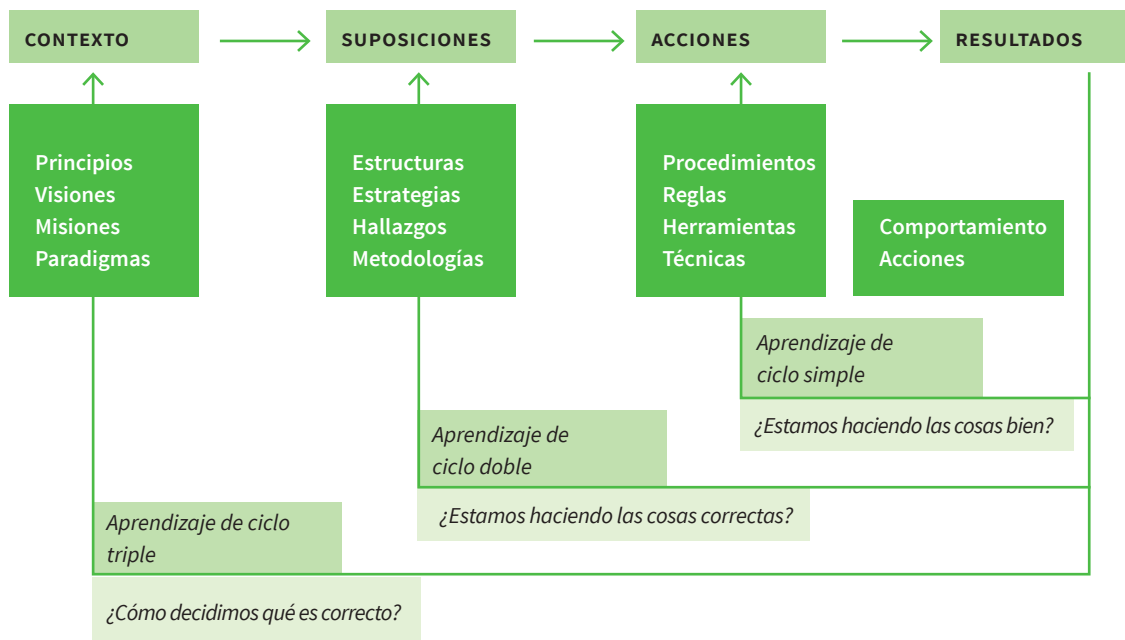 CONTEXTO
SUPOSICIONES
ACCIONES
RESULTADOS
Principios
Visiones
Misiones
Paradigmas
Estructuras
Estrategias
Hallazgos
Metodologías
Procedimientos
Reglas
Herramientas
Técnicas
Comportamiento
Acciones
Aprendizaje de
ciclo simple
¿Estamos haciendo las cosas bien?
Aprendizaje de
ciclo doble
¿Estamos haciendo las cosas correctas?
Aprendizaje de ciclo
triple
¿Cómo decidimos qué es correcto?